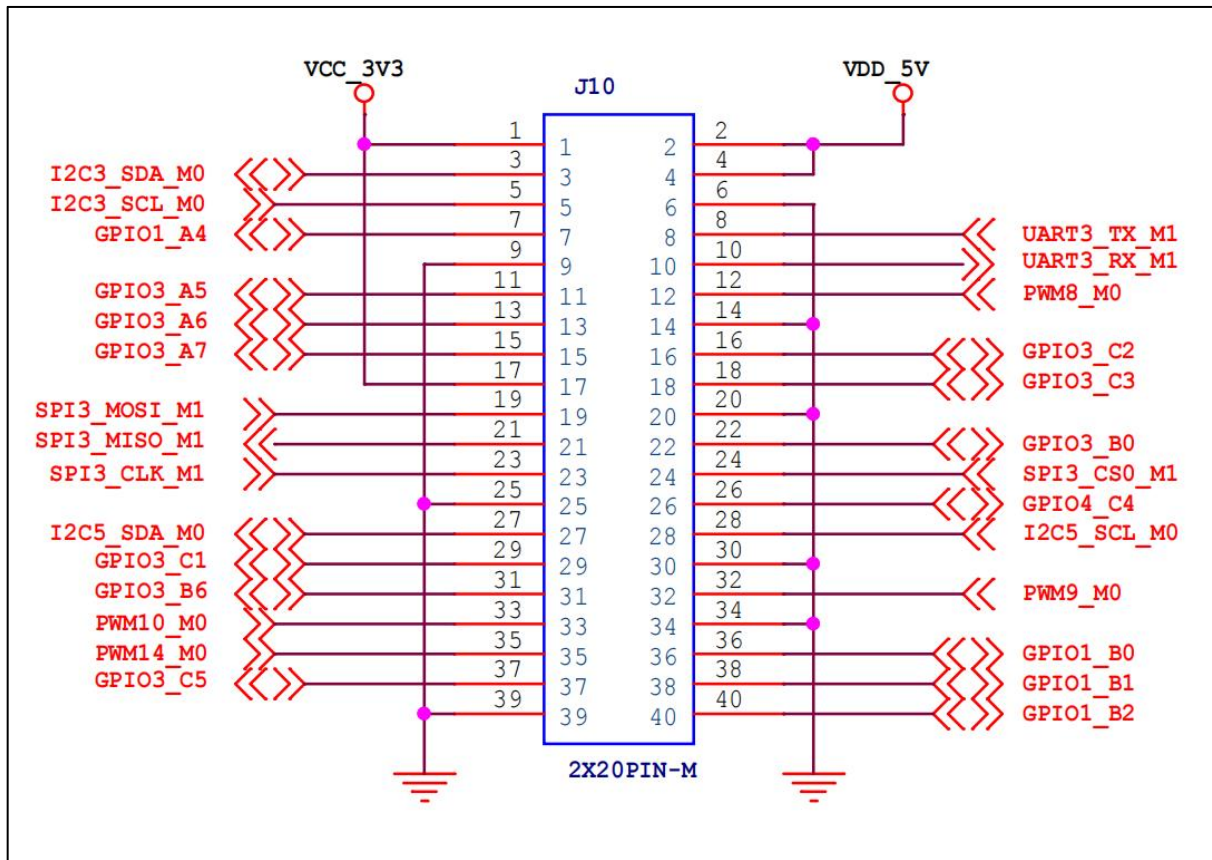 VCC_3V3 VDD_5V
J10
1 1 2 2
I2C3_SDA_M0 3 3 4 4
I2C3_SCL_M0 5 5 6 6
GPIO1_A4 7 7 8 8 UART3_TX_M1
9 9 10 10 UART3_RX_M1
GPIO3_A5 11 11 12 12 PWM8_M0
GPIO3_A6 13 13 14 14
GPIO3_A7 15 15 16 16 GPIO3_C2
17 17 18 18 GPIO3_C3
SPI3_MOSI_M1 19 19 20 20
SPI3_MISO_M1 21 21 22 22 GPIO3_B0
SPI3_CLK_M1 23 23 24 24 SPI3_CS0_M1
25 25 26 26 GPIO4_C4
I2C5_SDA_M0 27 27 28 28 I2C5_SCL_M0
GPIO3_C1 29 29 30 30
GPIO3_B6 31 31 32 32 PWM9_M0
PWM10_M0 33 33 34 34
PWM14_M0 35 35 36 36 GPIO1_B0
GPIO3_C5 37 37 38 38 GPIO1_B1
39 39 40 40 GPIO1_B2
2X20PIN-M